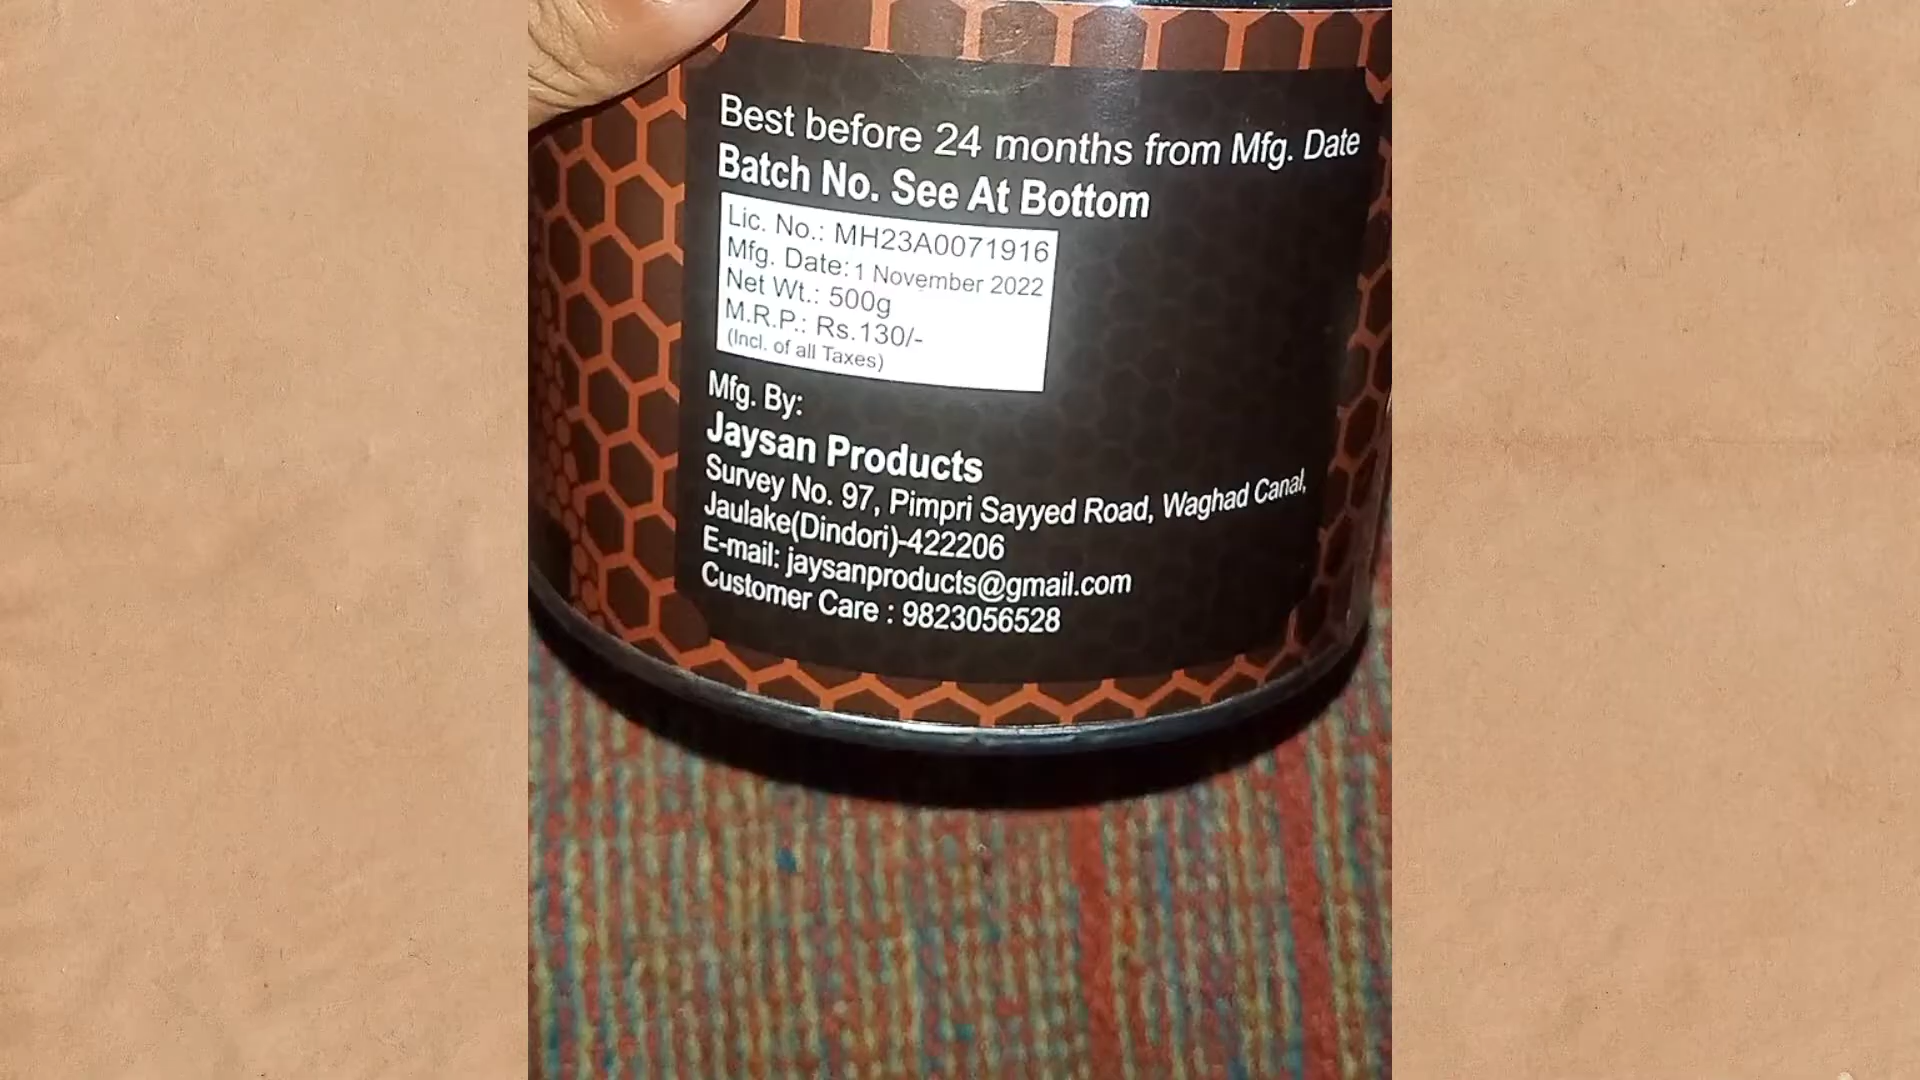 Best before 24 months from Mfg. Date
Batch No. See At Bottom
Lic. No.: MH23A0071916
Mfg. Date: 1 November 2022
Net Wt.: 500g
M.R.P.: Rs.130/-
(Incl. of all Taxes)
Mfg. By:
Jaysan Products
Survey No. 97, Pimpri Sayyed Road, Waghad Canal,
Jaulake(Dindori)-422206
E-mail: jaysanproducts@gmail.com
Customer Care : 9823056528